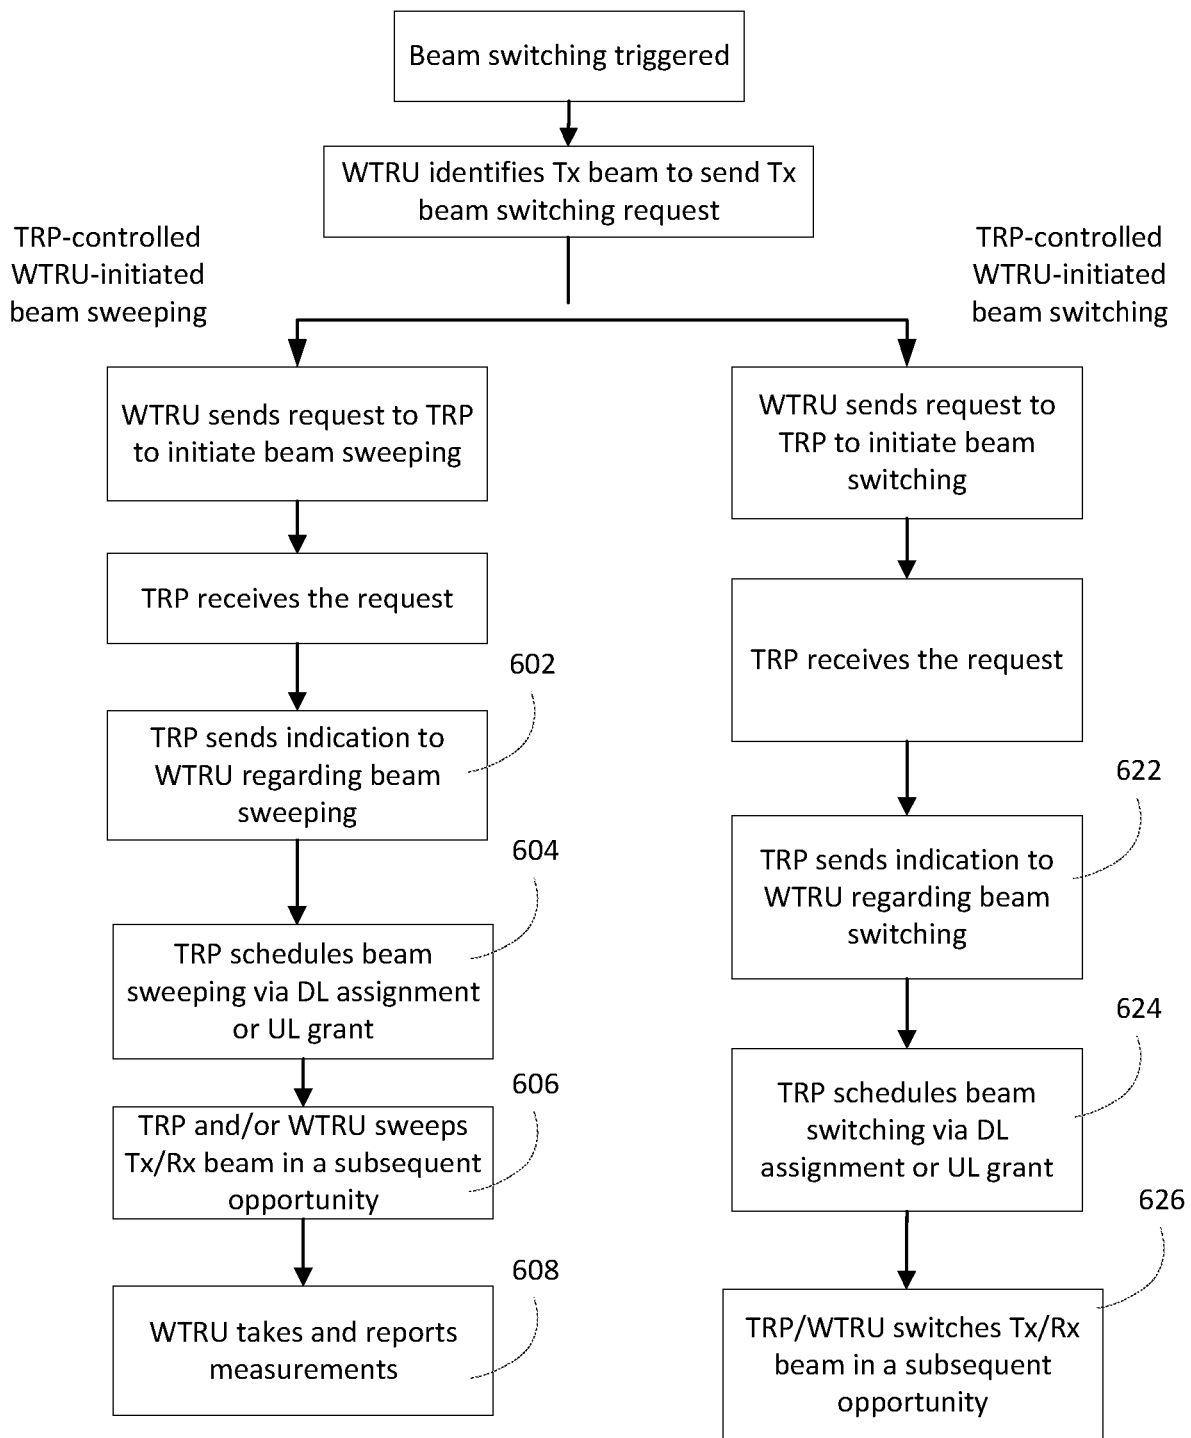 Beam switching triggered
WTRU identifies Tx beam to send Tx
beam switching request
TRP-controlled
WTRU-initiated
beam sweeping
TRP-controlled
WTRU-initiated
beam switching
WTRU sends request to TRP
to initiate beam sweeping
TRP receives the request
602
TRP sends indication to
WTRU regarding beam
sweeping
604
TRP schedules beam
sweeping via DL assignment
or UL grant
606
TRP and/or WTRU sweeps
Tx/Rx beam in a subsequent
opportunity
608
WTRU takes and reports
measurements
WTRU sends request to
TRP to initiate beam
switching
TRP receives the request
622
TRP sends indication to
WTRU regarding beam
switching
624
TRP schedules beam
switching via DL
assignment or UL grant
626
TRP/WTRU switches Tx/Rx
beam in a subsequent
opportunity